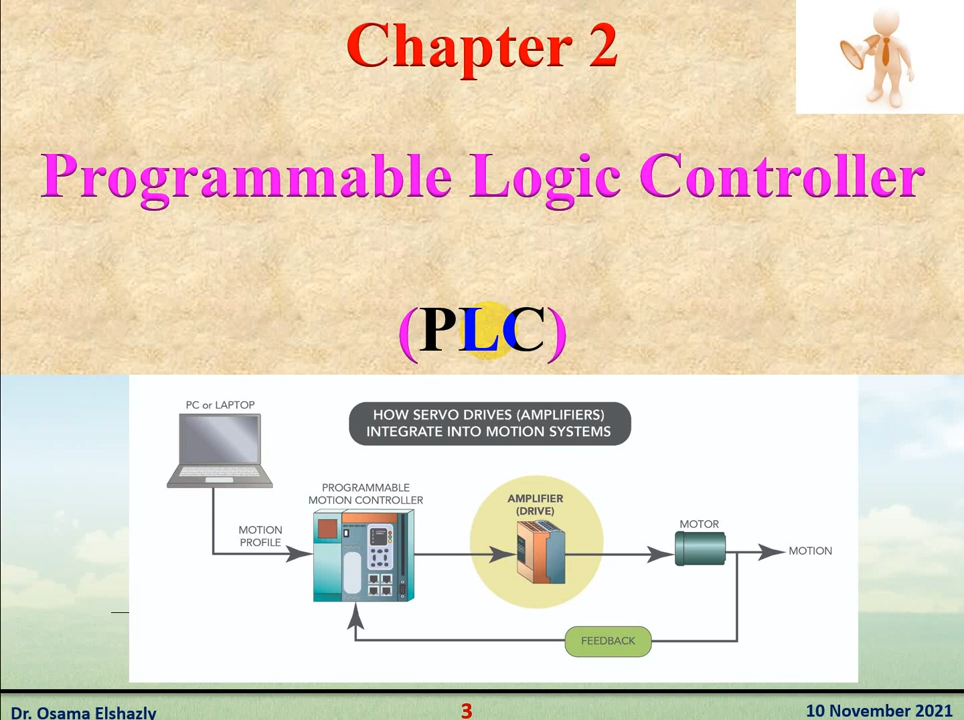 Chapter 2
Programmable Logic Controller
(PLC)
PC or LAPTOP
HOW SERVO DRIVES (AMPLIFIERS)
INTEGRATE INTO MOTION SYSTEMS
PROGRAMMABLE
MOTION CONTROLLER
AMPLIFIER
(DRIVE)
MOTOR
MOTION
PROFILE
MOTION
FEEDBACK
Dr. Osama Elshazly
3
10 November 2021